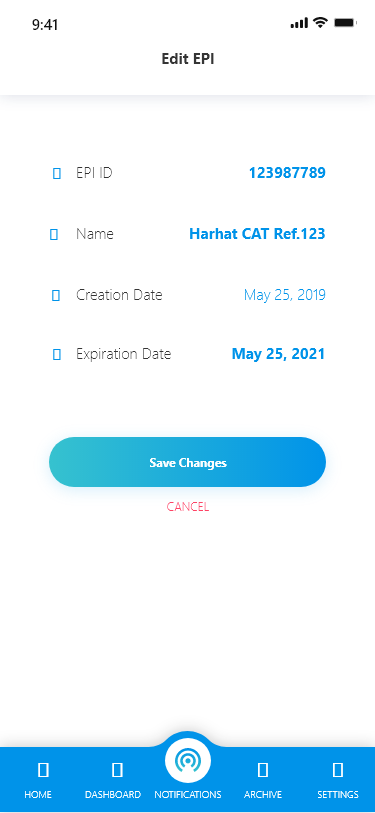 9:41
Edit EPI
EPI ID 123987789
Name Harhat CAT Ref.123
Creation Date May 25, 2019
Expiration Date May 25, 2021
Save Changes
CANCEL
HOME DASHBOARD NOTIFICATIONS ARCHIVE SETTINGS